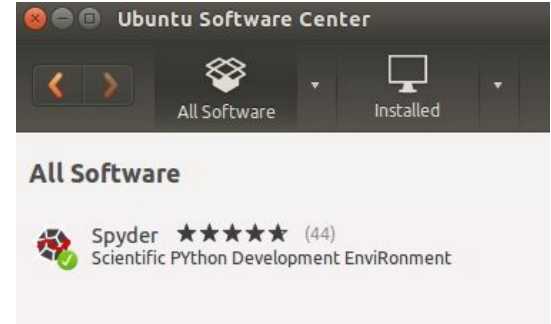 Ubuntu Software Center
All Software
Installed
All Software
Spyder (44)
Scientific PYthon Development EnviRonment